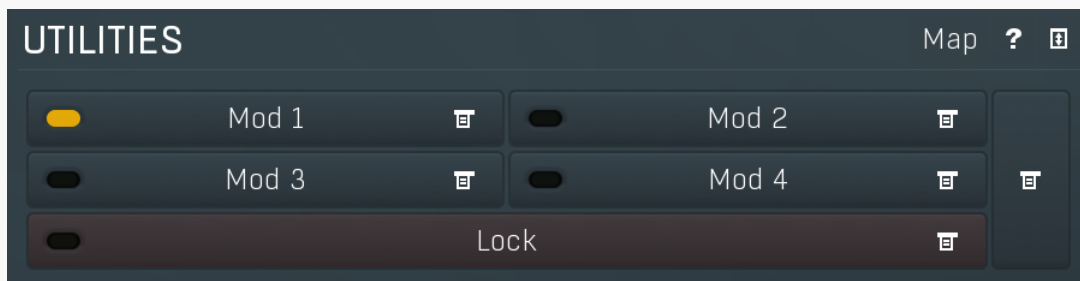 UTILITIES Map ?
Mod 1 Mod 2
Mod 3 Mod 4
Lock